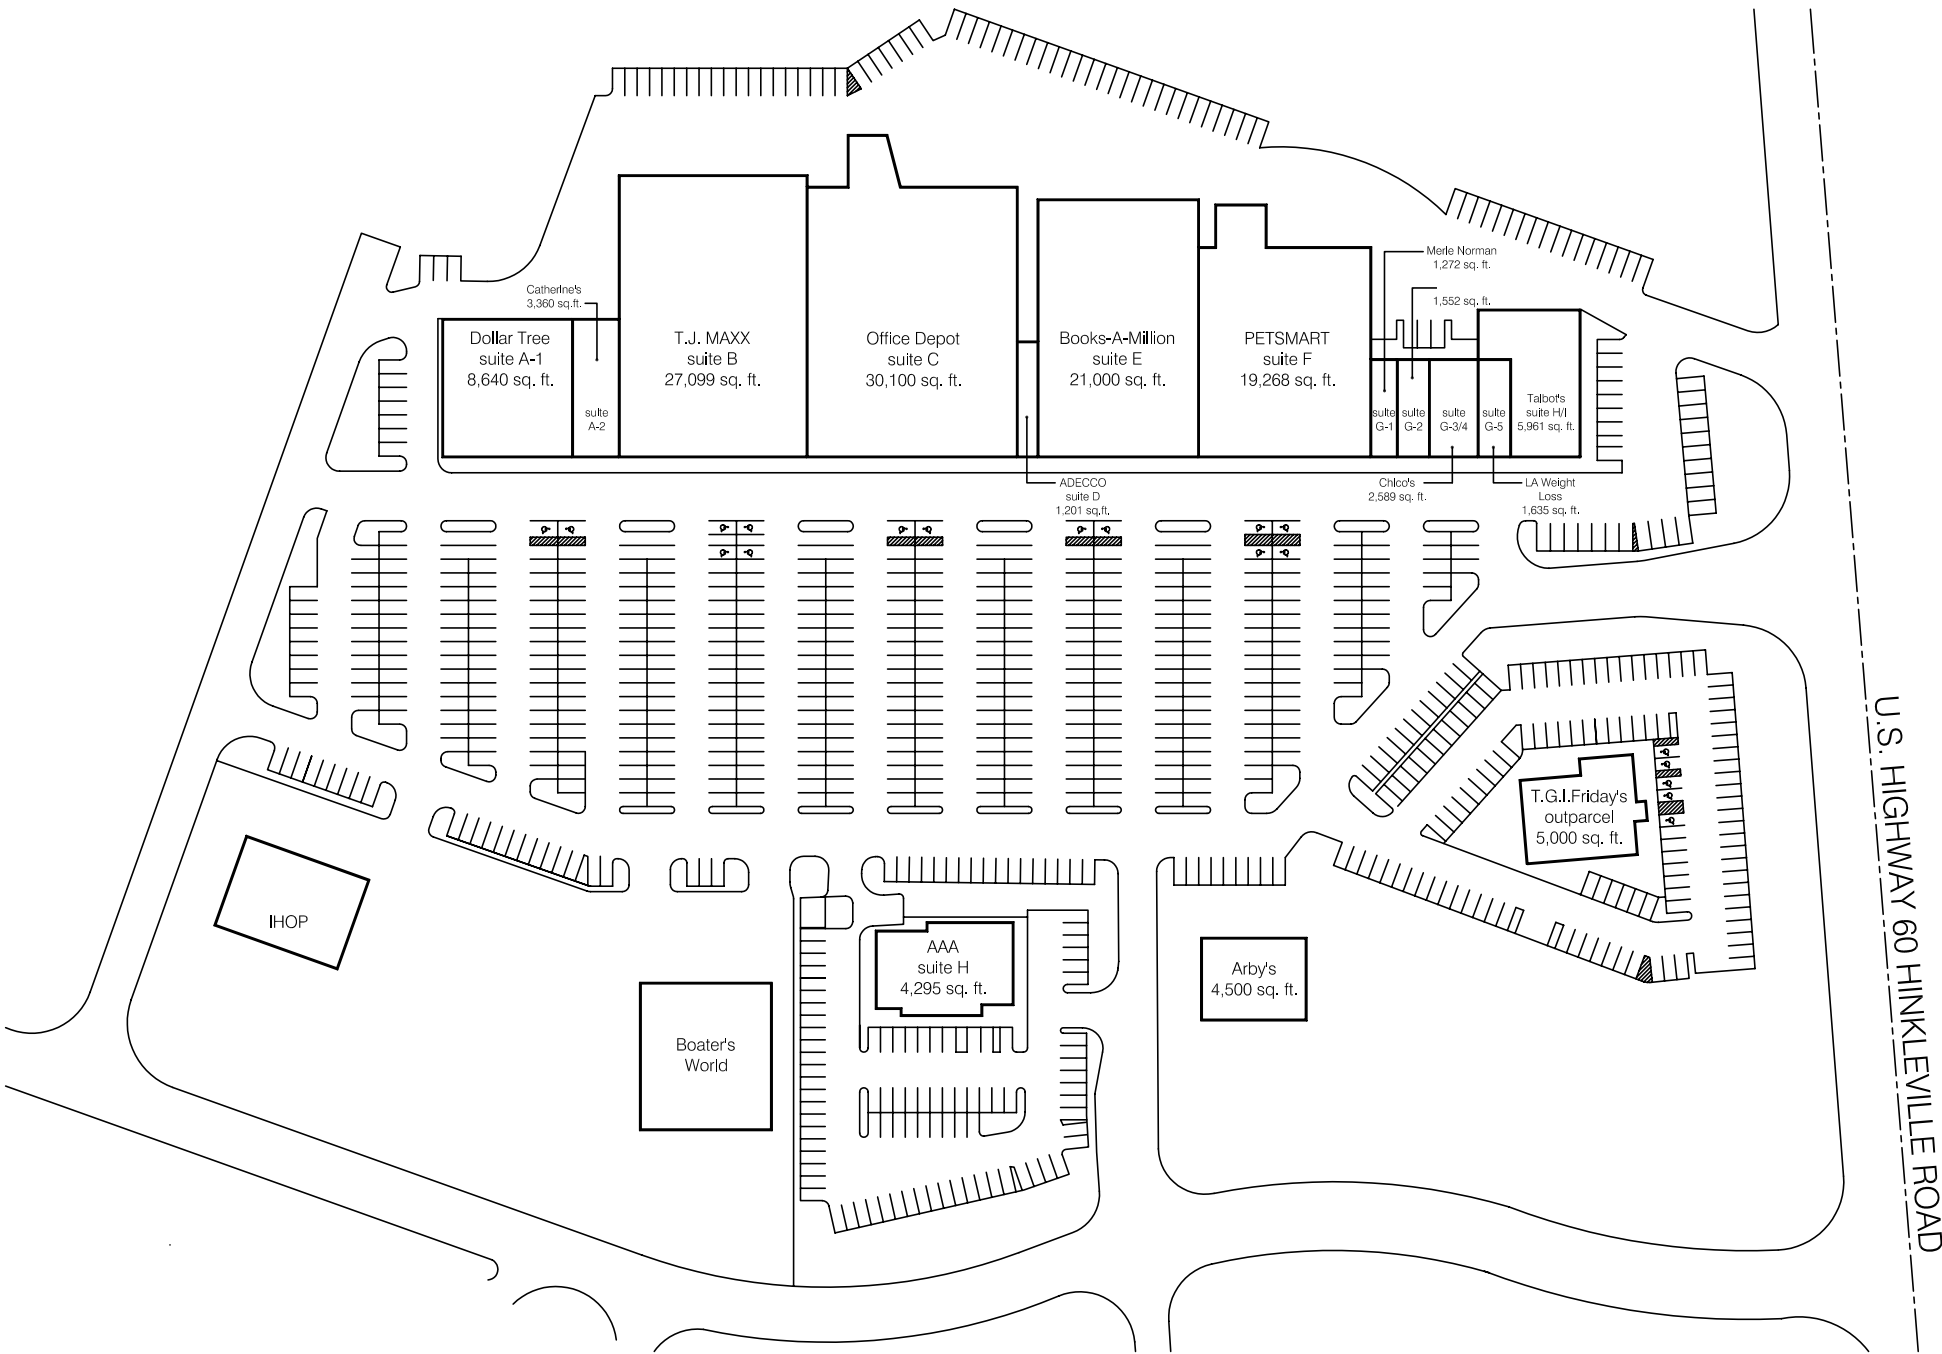 Merle Norman
1,272 sq. ft.
Catherine's
3,360 sq.ft.
1,552 sq. ft.
Dollar Tree
suite A-1
8,640 sq. ft.
suite
A-2
T.J. MAXX
suite B
27,099 sq. ft.
Office Depot
suite C
30,100 sq. ft.
Books-A-Million
suite E
21,000 sq. ft.
PETSMART
suite F
19,268 sq. ft.
suite
G-1
suite
G-2
suite
G-3/4
suite
G-5
Talbot's
suite H/I
5,961 sq. ft.
ADECCO
suite D
1,201 sq.ft.
Chico's
2,589 sq. ft.
LA Weight
Loss
1,635 sq. ft.
T.G.I.Friday's
outparcel
5,000 sq. ft.
IHOP
Boater's
World
AAA
suite H
4,295 sq. ft.
Arby's
4,500 sq. ft.
U.S. HIGHWAY 60 HINKLEVILLE ROAD